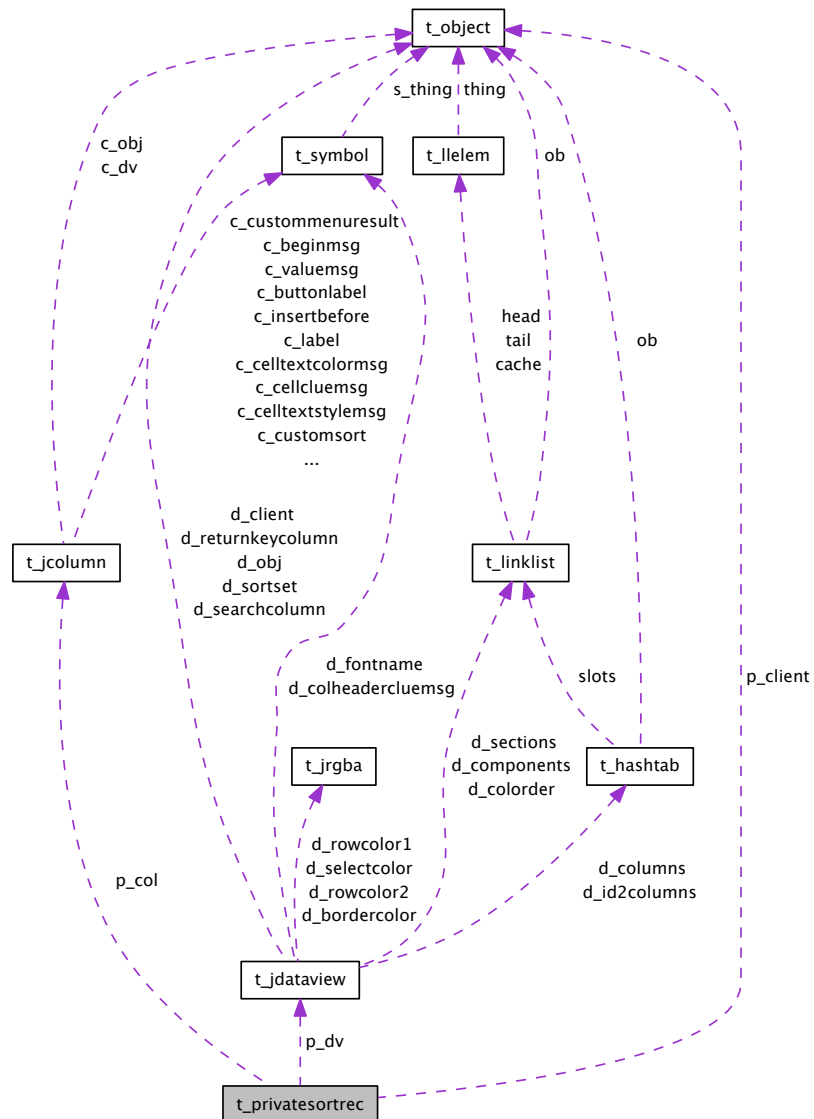 t_object
s_thing
thing
c_obj
c_dv
t_symbol
t_llelem
ob
c_custommenuresult
c_beginmsg
c_valuemsg
c_buttonlabel
c_insertbefore
c_label
c_celltextcolormsg
c_cellcluemsg
c_celltextstylemsg
c_customsort
...
head
tail
cache
ob
d_client
d_returnkeycolumn
d_obj
d_sortset
d_searchcolumn
t_jcolumn
t_linklist
d_fontname
d_colheadercluemsg
slots
p_client
t_jrgba
d_sections
d_components
d_colorder
t_hashtab
d_rowcolor1
d_selectcolor
d_rowcolor2
d_bordercolor
p_col
d_columns
d_id2columns
t_jdataview
p_dv
t_privatesortrec